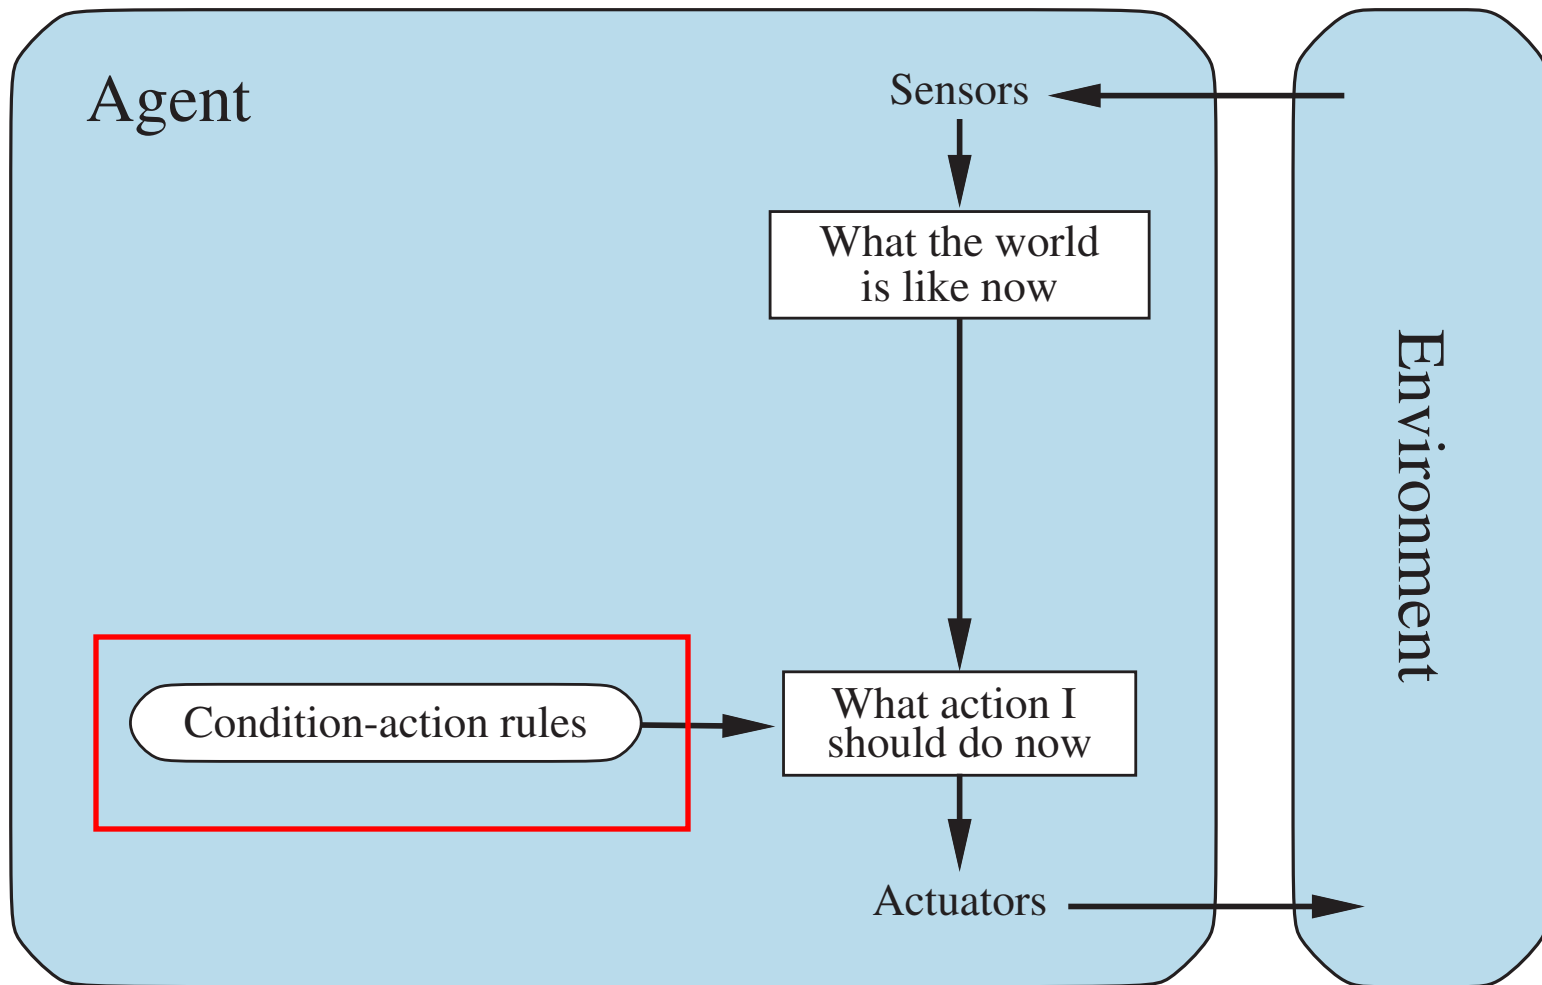 Agent
Sensors
What the world
is like now
Environment
Condition-action rules
What action I
should do now
Actuators